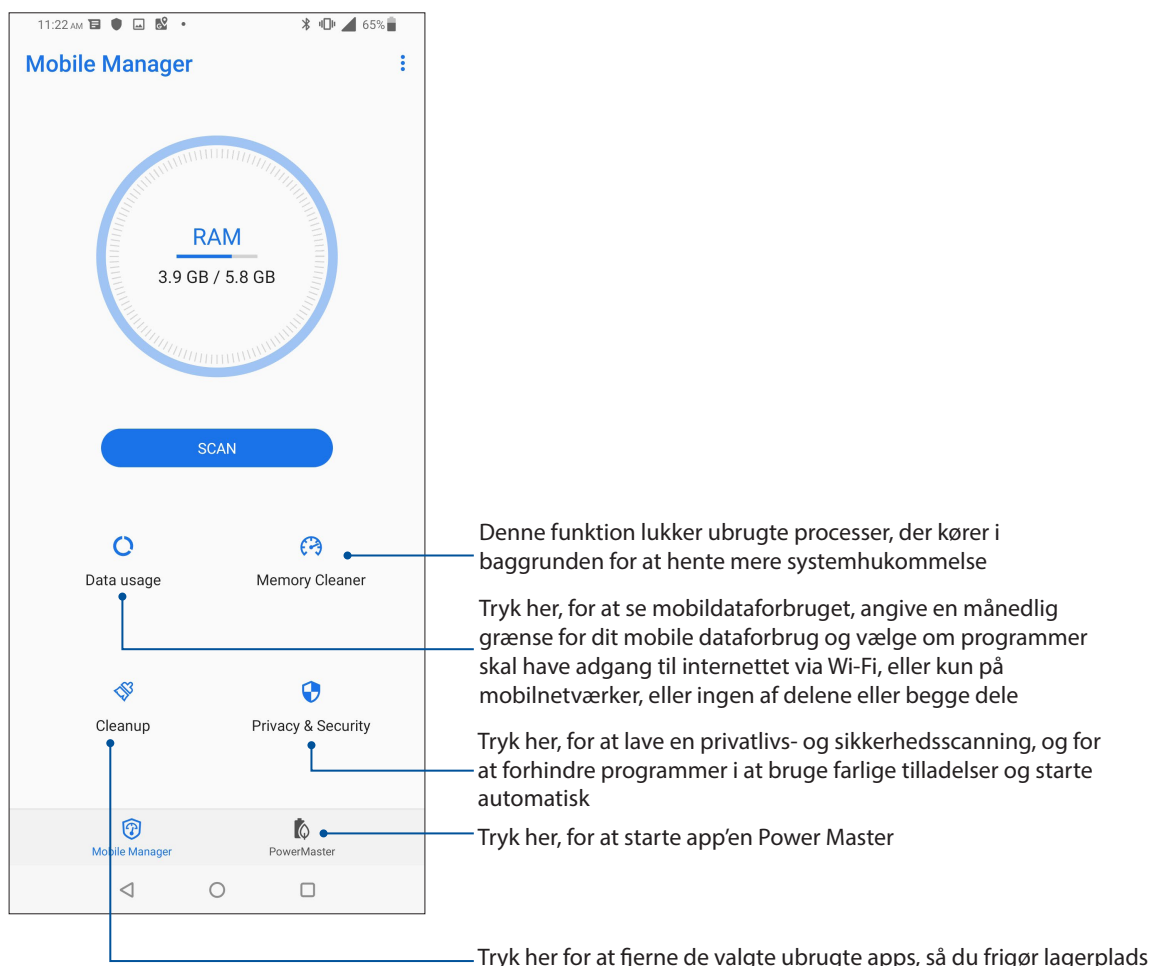 11:22 AM
65%
Mobile Manager
RAM
3.9 GB / 5.8 GB
SCAN
Data usage
Memory Cleaner
Cleanup
Privacy & Security
Mobile Manager
PowerMaster
Denne funktion lukker ubrugte processer, der kører i
baggrunden for at hente mere systemhukommelse
Tryk her, for at se mobildataforbruget, angive en månedlig
grænse for dit mobile dataforbrug og vælge om programmer
skal have adgang til internettet via Wi-Fi, eller kun på
mobilnetværker, eller ingen af delene eller begge dele
Tryk her, for at lave en privatlivs- og sikkerhedsscanning, og for
at forhindre programmer i at bruge farlige tilladelser og starte
automatisk
Tryk her, for at starte app’en Power Master
Tryk her for at fjerne de valgte ubrugte apps, så du frigør lagerplads